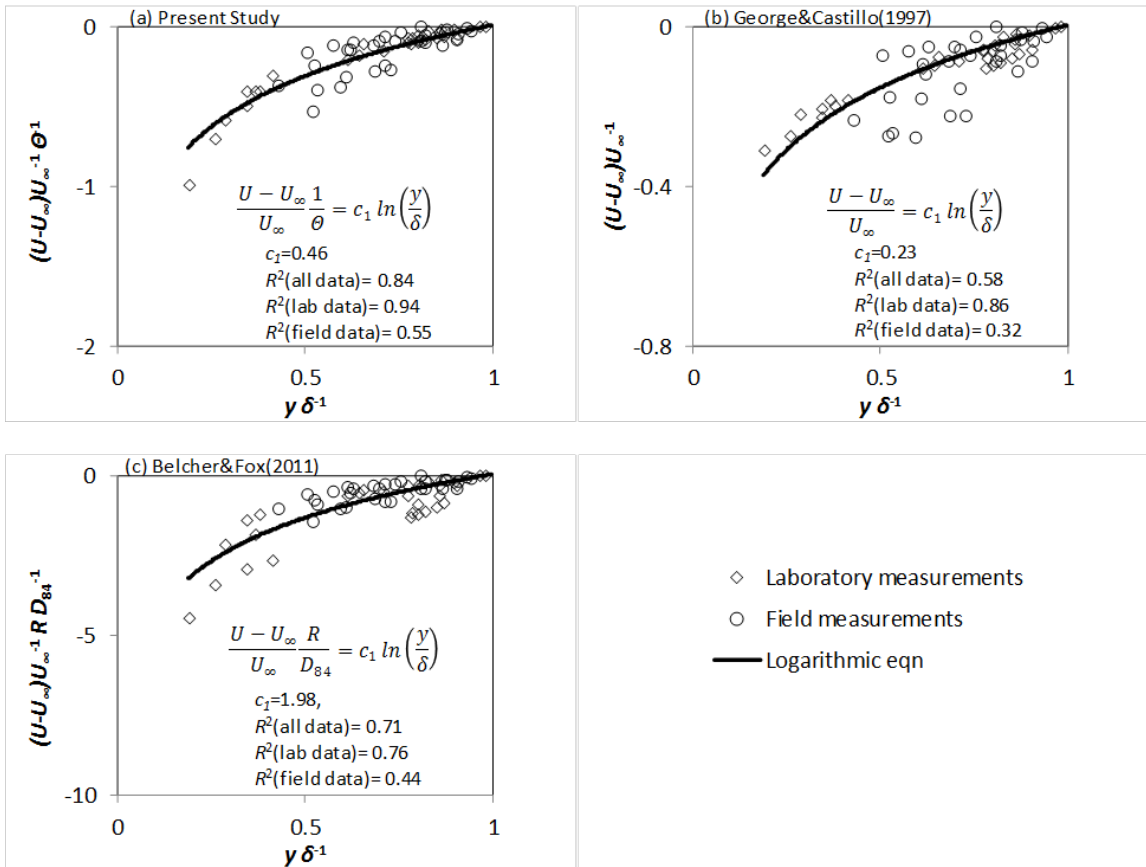 (a) Present Study
0
-1
-2
(U-U∞)U∞⁻¹ Θ⁻¹
0
0.5
1
y δ⁻¹
(U − U∞)/U∞ 1/Θ = c₁ ln(y/δ)
c₁=0.46
R²(all data)= 0.84
R²(lab data)= 0.94
R²(field data)= 0.55
(b) George&Castillo(1997)
0
-0.4
-0.8
(U-U∞)U∞⁻¹
0
0.5
1
y δ⁻¹
(U − U∞)/U∞ = c₁ ln(y/δ)
c₁=0.23
R²(all data)= 0.58
R²(lab data)= 0.86
R²(field data)= 0.32
(c) Belcher&Fox(2011)
0
-5
-10
(U-U∞)U∞⁻¹ R D₈₄⁻¹
0
0.5
1
y δ⁻¹
(U − U∞)/U∞ R/D₈₄ = c₁ ln(y/δ)
c₁=1.98,
R²(all data)= 0.71
R²(lab data)= 0.76
R²(field data)= 0.44
Laboratory measurements
Field measurements
Logarithmic eqn